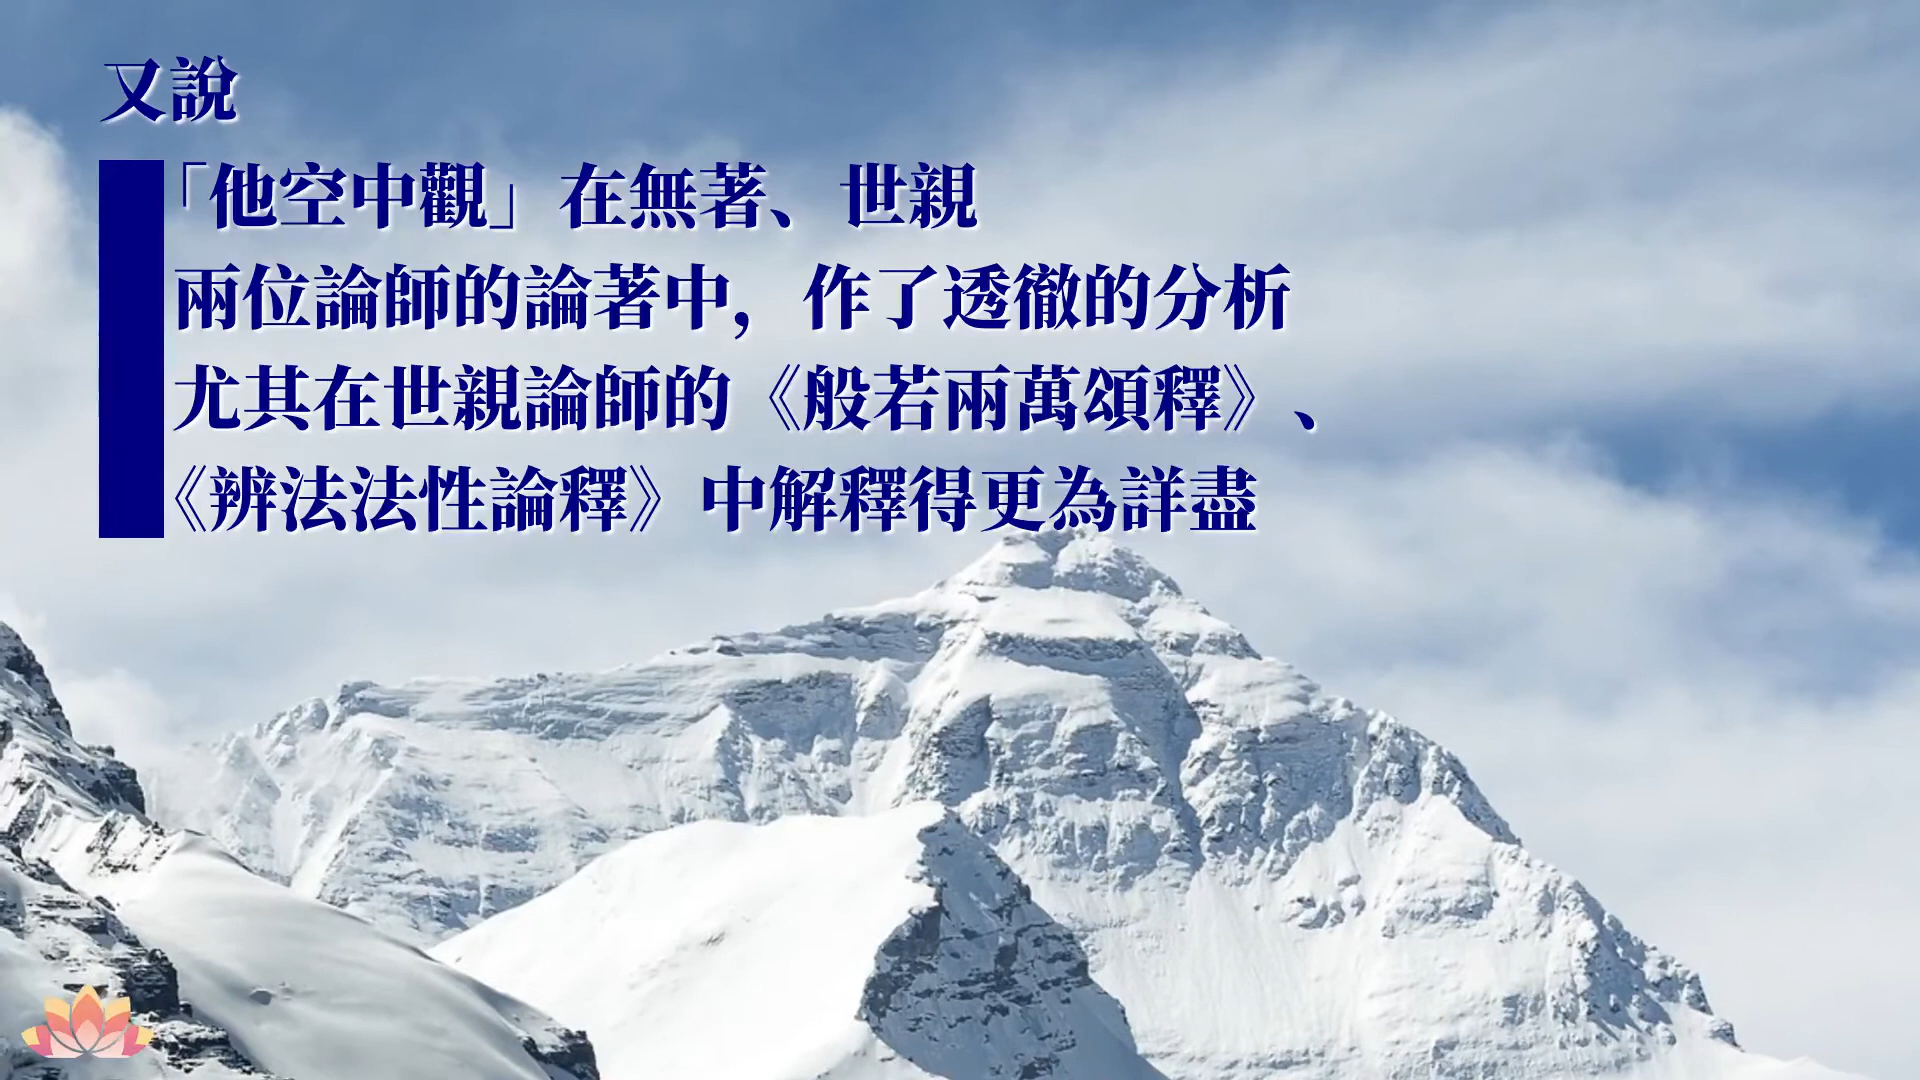 又說
「他空中觀」在無著、世親
兩位論師的論著中，作了透徹的分析
尤其在世親論師的《般若兩萬頌釋》、
《辨法法性論釋》中解釋得更為詳盡